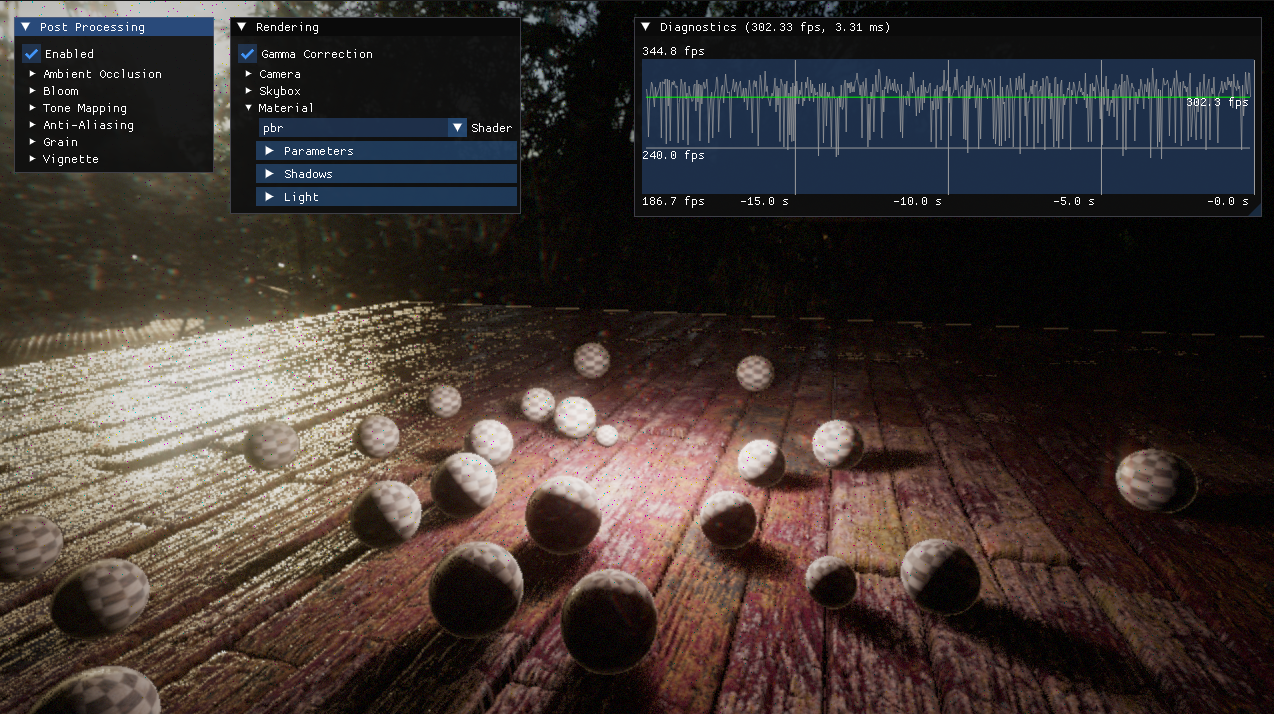 Post Processing
Enabled
Ambient Occlusion
Bloom
Tone Mapping
Anti-Aliasing
Grain
Vignette
Rendering
Gamma Correction
Camera
Skybox
Material
pbr Shader
Parameters
Shadows
Light
Diagnostics (302.33 fps, 3.31 ms)
344.8 fps
302.3 fps
240.0 fps
186.7 fps -15.0 s -10.0 s -5.0 s -0.0 s